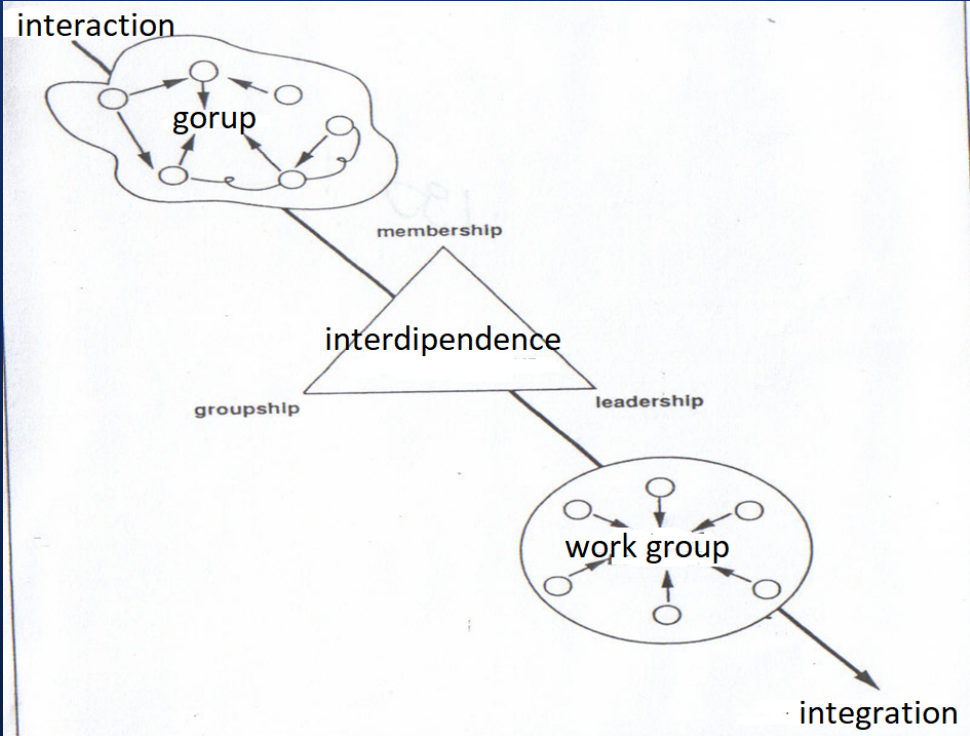 interaction
gorup
membership
interdipendence
groupship
leadership
work group
integration